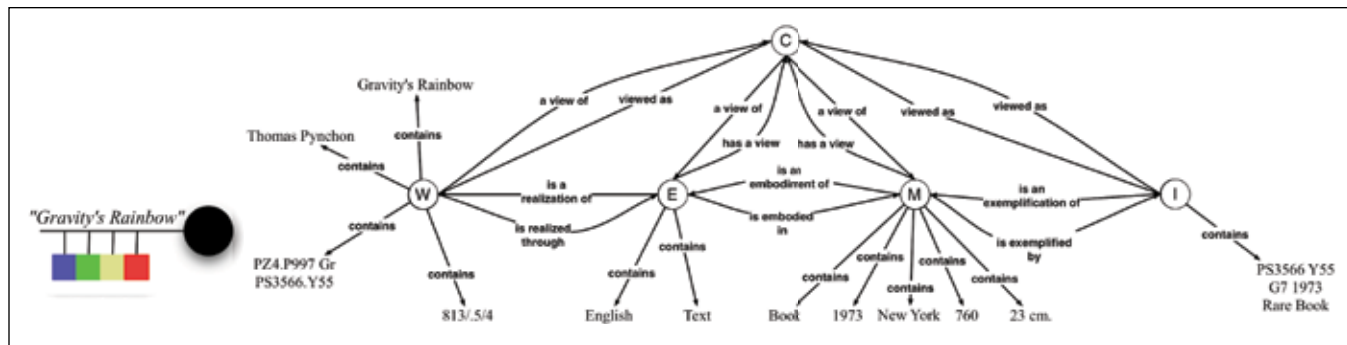 "Gravity's Rainbow"
C
a view of
viewed as
a view of
has a view
a view of
has a view
viewed as
viewed as
Gravity's Rainbow
contains
Thomas Pynchon
contains
W
contains
PZ4.P997 Gr
PS3566.Y55
contains
813/.5/4
is a
realization of
is realized
through
E
contains
English
contains
Text
is an
embodirrent of
is emboded
in
M
contains
Book
contains
1973
contains
New York
contains
760
contains
23 cm.
is an
exemplification of
is exemplified
by
I
contains
PS3566 Y55
G7 1973
Rare Book